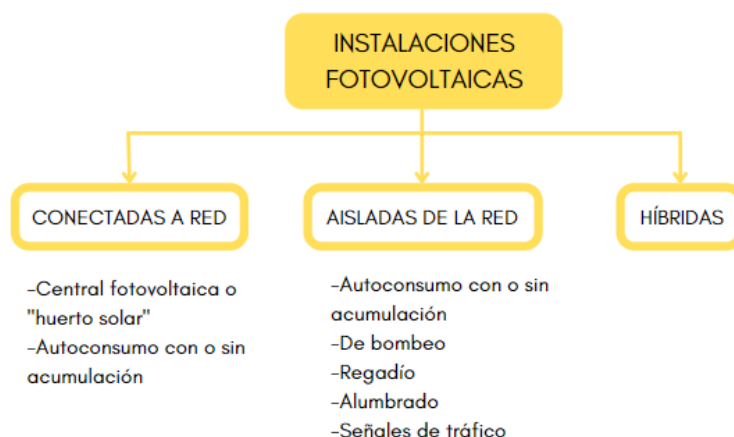 INSTALACIONES
FOTOVOLTAICAS
CONECTADAS A RED
AISLADAS DE LA RED
HÍBRIDAS
-Central fotovoltaica o
"huerto solar"
-Autoconsumo con o sin
acumulación
-Autoconsumo con o sin
acumulación
-De bombeo
-Regadío
-Alumbrado
-Señales de tráfico